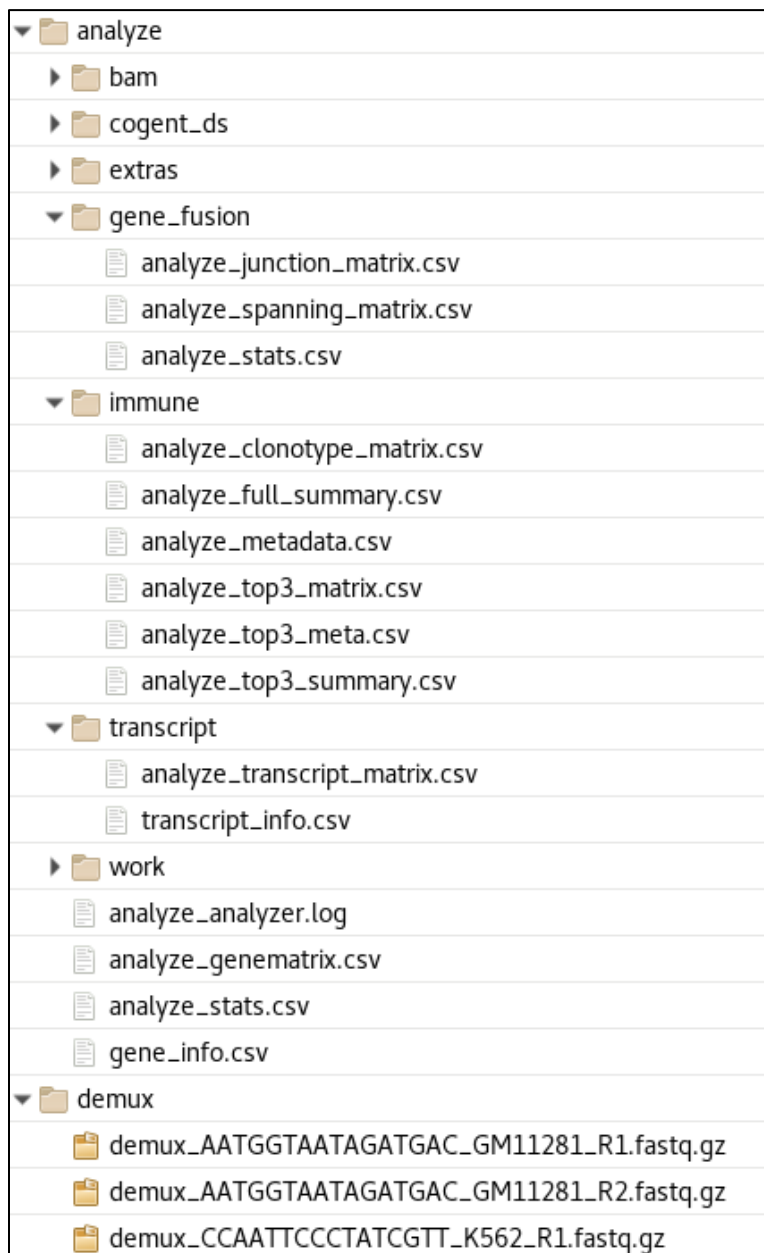 analyze
bam
cogent_ds
extras
gene_fusion
analyze_junction_matrix.csv
analyze_spanning_matrix.csv
analyze_stats.csv
immune
analyze_clonotype_matrix.csv
analyze_full_summary.csv
analyze_metadata.csv
analyze_top3_matrix.csv
analyze_top3_meta.csv
analyze_top3_summary.csv
transcript
analyze_transcript_matrix.csv
transcript_info.csv
work
analyze_analyzer.log
analyze_genematrix.csv
analyze_stats.csv
gene_info.csv
demux
demux_AATGGTAATAGATGAC_GM11281_R1.fastq.gz
demux_AATGGTAATAGATGAC_GM11281_R2.fastq.gz
demux_CCAATTCCCTATCGTT_K562_R1.fastq.gz